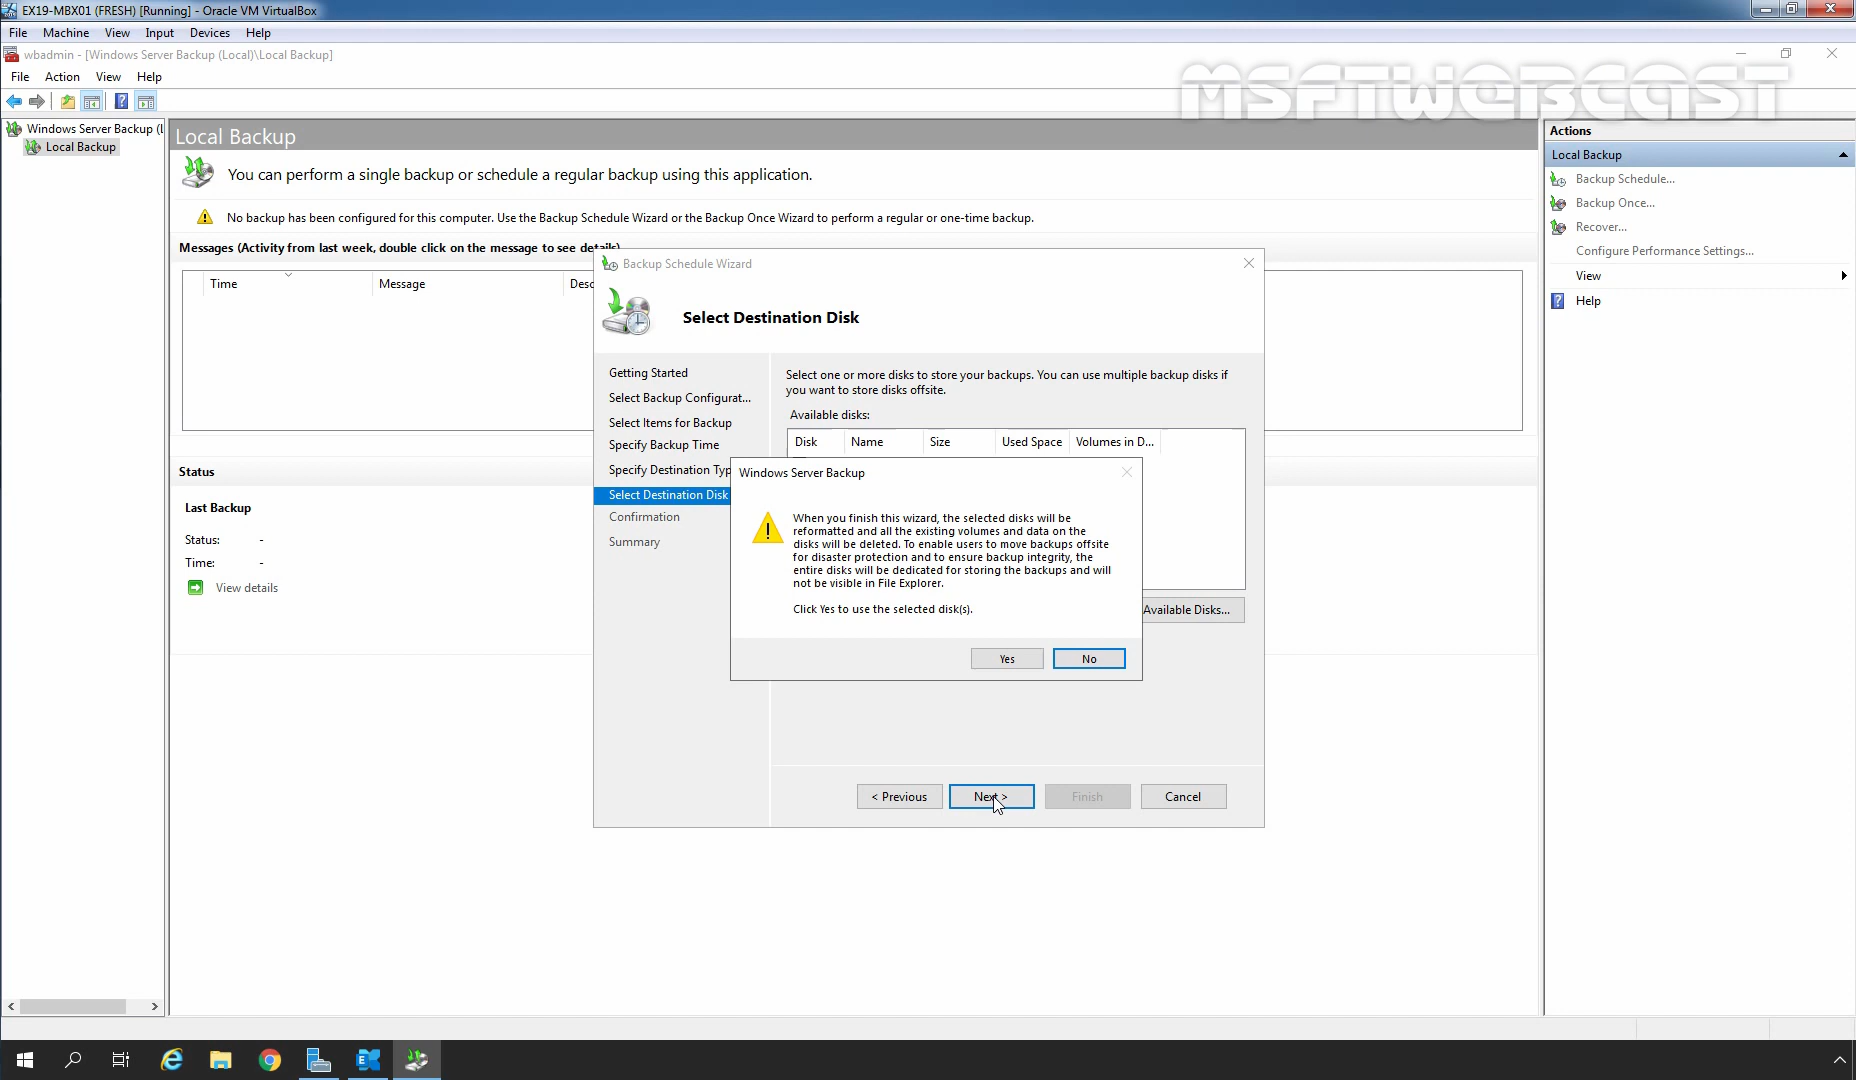 EX19-MBX01 (FRESH) [Running] - Oracle VM VirtualBox
File Machine View Input Devices Help
wbadmin - [Windows Server Backup (Local)\Local Backup]
File Action View Help
MSFTWEBCAST
Windows Server Backup (L
Local Backup
Local Backup
You can perform a single backup or schedule a regular backup using this application.
No backup has been configured for this computer. Use the Backup Schedule Wizard or the Backup Once Wizard to perform a regular or one-time backup.
Messages (Activity from last week, double click on the message to see details)
Time Message Desc
Status
Last Backup
Status: -
Time: -
View details
Backup Schedule Wizard
Select Destination Disk
Getting Started
Select Backup Configurat...
Select Items for Backup
Specify Backup Time
Specify Destination Typ
Select Destination Disk
Confirmation
Summary
Select one or more disks to store your backups. You can use multiple backup disks if
you want to store disks offsite.
Available disks:
Disk Name Size Used Space Volumes in D...
Available Disks...
Windows Server Backup
When you finish this wizard, the selected disks will be
reformatted and all the existing volumes and data on the
disks will be deleted. To enable users to move backups offsite
for disaster protection and to ensure backup integrity, the
entire disks will be dedicated for storing the backups and will
not be visible in File Explorer.
Click Yes to use the selected disk(s).
Yes No
< Previous Next > Finish Cancel
Actions
Local Backup
Backup Schedule...
Backup Once...
Recover...
Configure Performance Settings...
View
Help